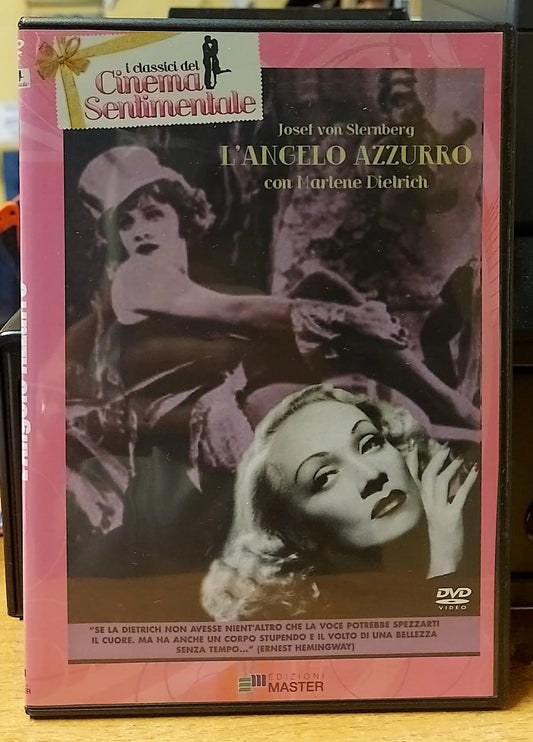 i classici del
Cinema
Sentimentale
Josef von Sternberg
L'ANGELO AZZURRO
con Marlene Dietrich
DVD
VIDEO
"SE LA DIETRICH NON AVESSE NIENT'ALTRO CHE LA VOCE POTREBBE SPEZZARTI
IL CUORE. MA HA ANCHE UN CORPO STUPENDO E IL VOLTO DI UNA BELLEZZA
SENZA TEMPO..." (ERNEST HEMINGWAY)
EDIZIONI
MASTER
L'ANGELO AZZURRO